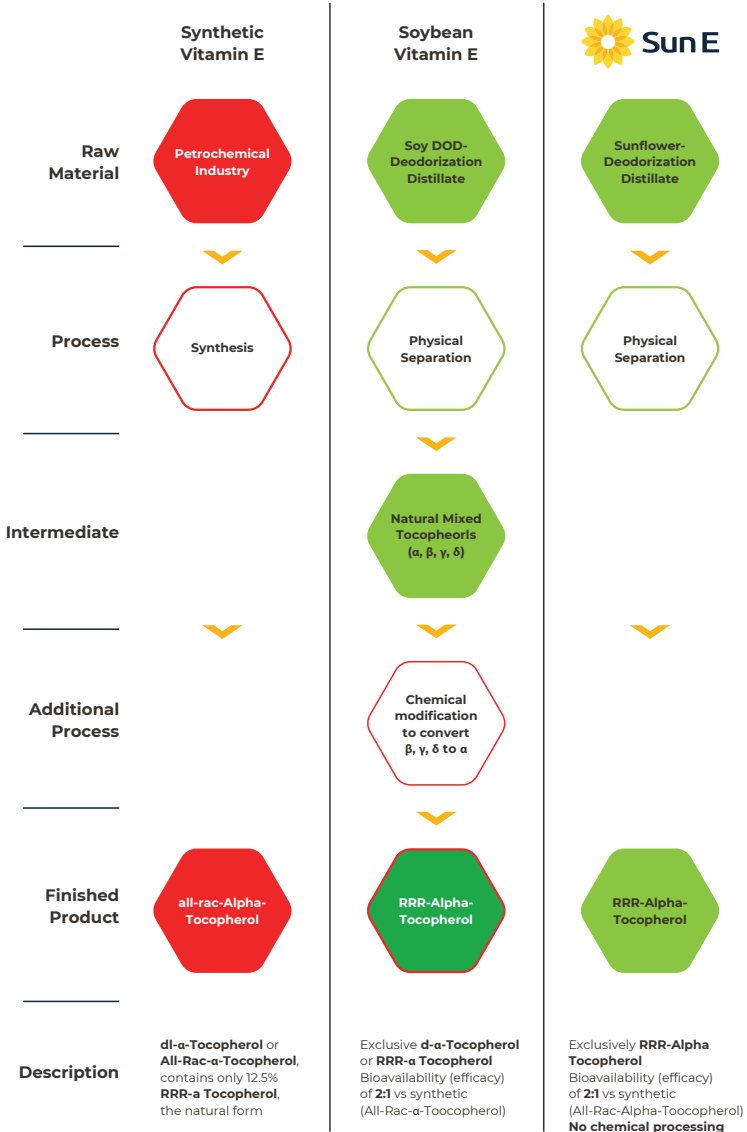 Synthetic
Vitamin E
Soybean
Vitamin E
Sun E
Raw
Material
Petrochemical
Industry
Soy DOD-
Deodorization
Distillate
Sunflower-
Deodorization
Distillate
Process
Synthesis
Physical
Separation
Physical
Separation
Intermediate
Natural Mixed
Tocopheorls
(α, β, γ, δ)
Additional
Process
Chemical
modification
to convert
β, γ, δ to α
Finished
Product
all-rac-Alpha-
Tocopherol
RRR-Alpha-
Tocopherol
RRR-Alpha-
Tocopherol
Description
dl-α-Tocopherol or
All-Rac-α-Tocopherol,
contains only 12.5%
RRR-a Tocopherol,
the natural form
Exclusive d-α-Tocopherol
or RRR-α Tocopherol
Bioavailability (efficacy)
of 2:1 vs synthetic
(All-Rac-α-Toocopherol)
Exclusively RRR-Alpha
Tocopherol
Bioavailability (efficacy)
of 2:1 vs synthetic
(All-Rac-Alpha-Toocopherol)
No chemical processing